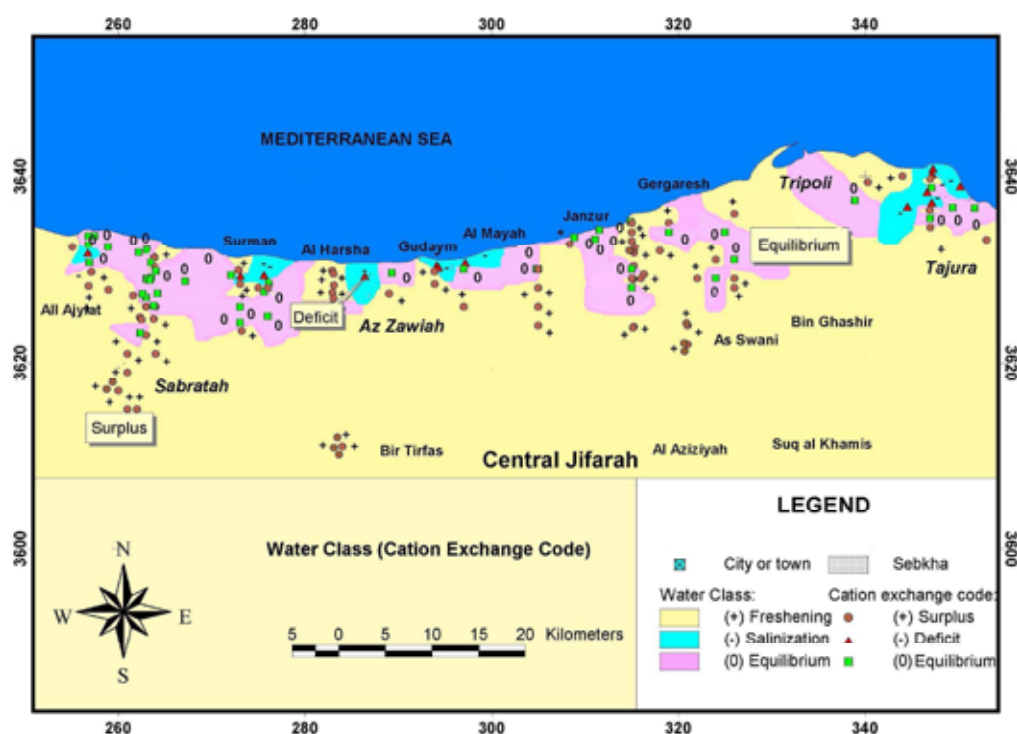 260 280 300 320 340
3640 3640
3620 3620
3600 3600
MEDITERRANEAN SEA
Gergaresh
Tripoli
Janzur
Al Mayah
Gudaym
Al Harsha
Surman
Equilibrium
Tajura
Deficit
Az Zawiah
Bin Ghashir
As Swani
Sabratah
Surplus
Bir Tirfas
Central Jifarah
Al Aziziyah
Suq al Khamis
Water Class (Cation Exchange Code)
N
W E
S
5 0 5 10 15 20 Kilometers
LEGEND
City or town Sebkha
Water Class: Cation exchange code:
(+) Freshening (+) Surplus
(-) Salinization (-) Deficit
(0) Equilibrium (0) Equilibrium
260 280 300 320 340